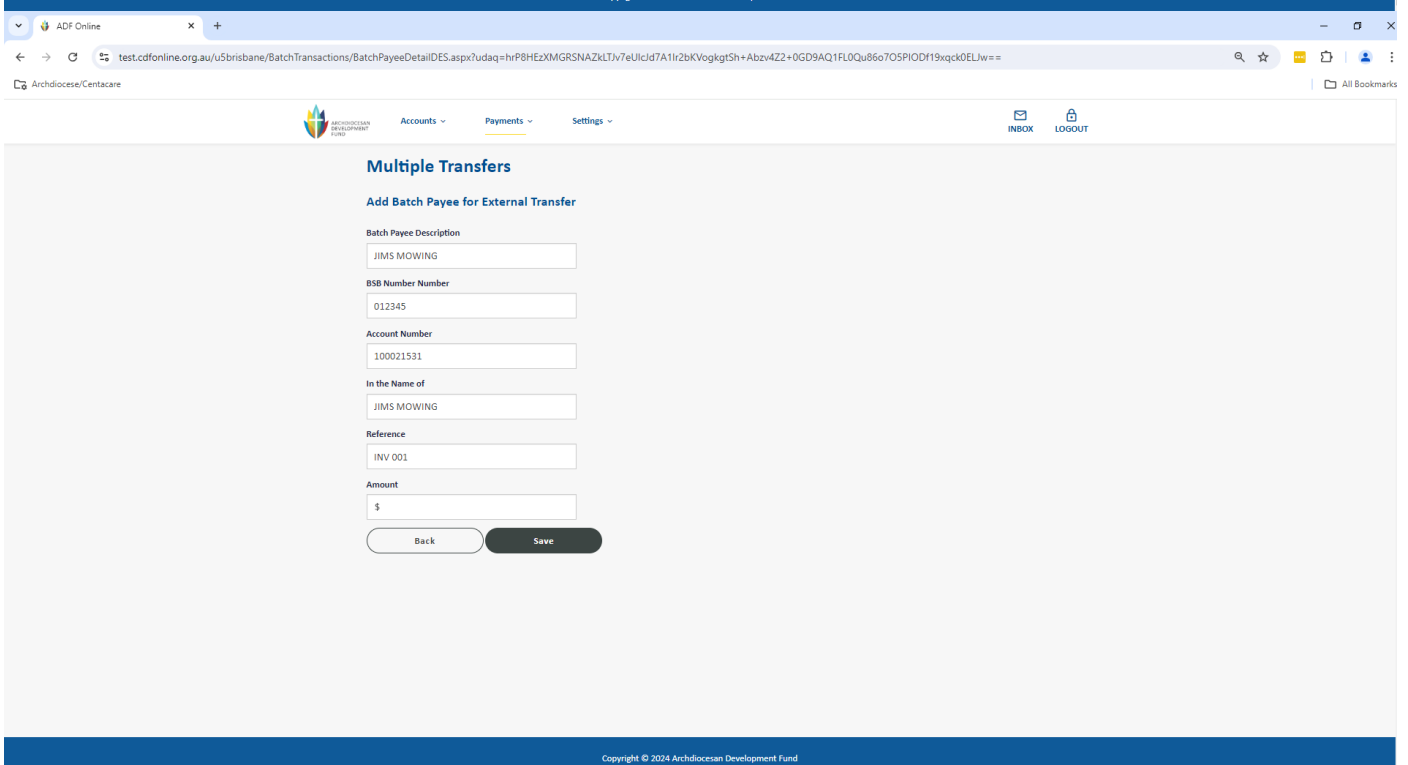 ADF Online
test.cdfonline.org.au/u5brisbane/BatchTransactions/BatchPayeeDetailDES.aspx?udaq=hrP8HEzXMGRSNAZkLTJv7eUlcJd7A1Ir2bKVogkgtSh+Abzv4Z2+0GD9AQ1FL0Qu86o7O5PIODf19xqck0ELJw==
Archdiocese/Centacare
All Bookmarks
ARCHDIOCESAN
DEVELOPMENT
FUND
Accounts
Payments
Settings
INBOX
LOGOUT
Multiple Transfers
Add Batch Payee for External Transfer
Batch Payee Description
JIMS MOWING
BSB Number Number
012345
Account Number
100021531
In the Name of
JIMS MOWING
Reference
INV 001
Amount
$
Back
Save
Copyright © 2024 Archdiocesan Development Fund